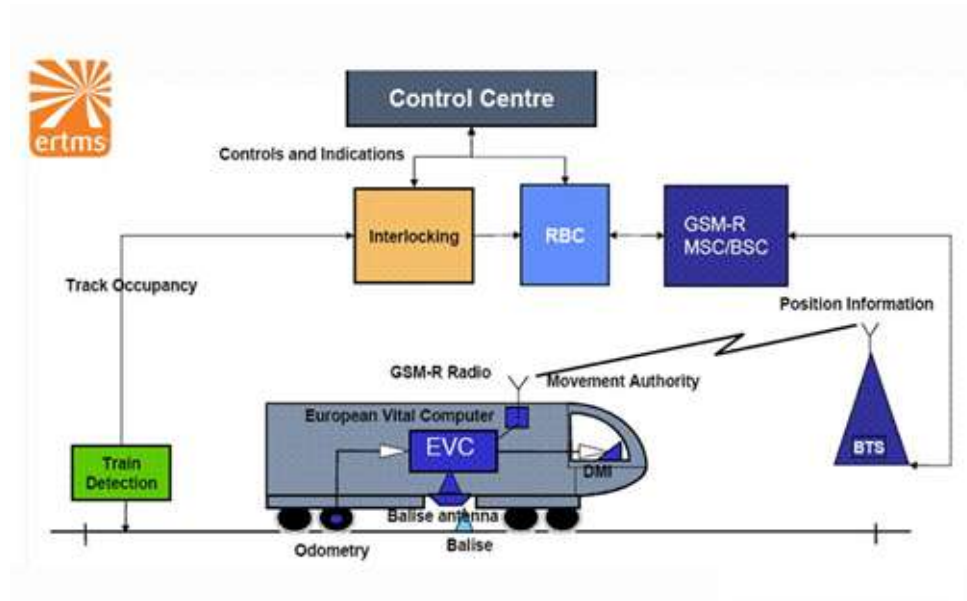 ertms
Control Centre
Controls and Indications
Interlocking
RBC
GSM-R
MSC/BSC
Track Occupancy
Position Information
GSM-R Radio
Movement Authority
European Vital Computer
EVC
BTS
Train
Detection
DMI
Balise antenna
Odometry
Balise